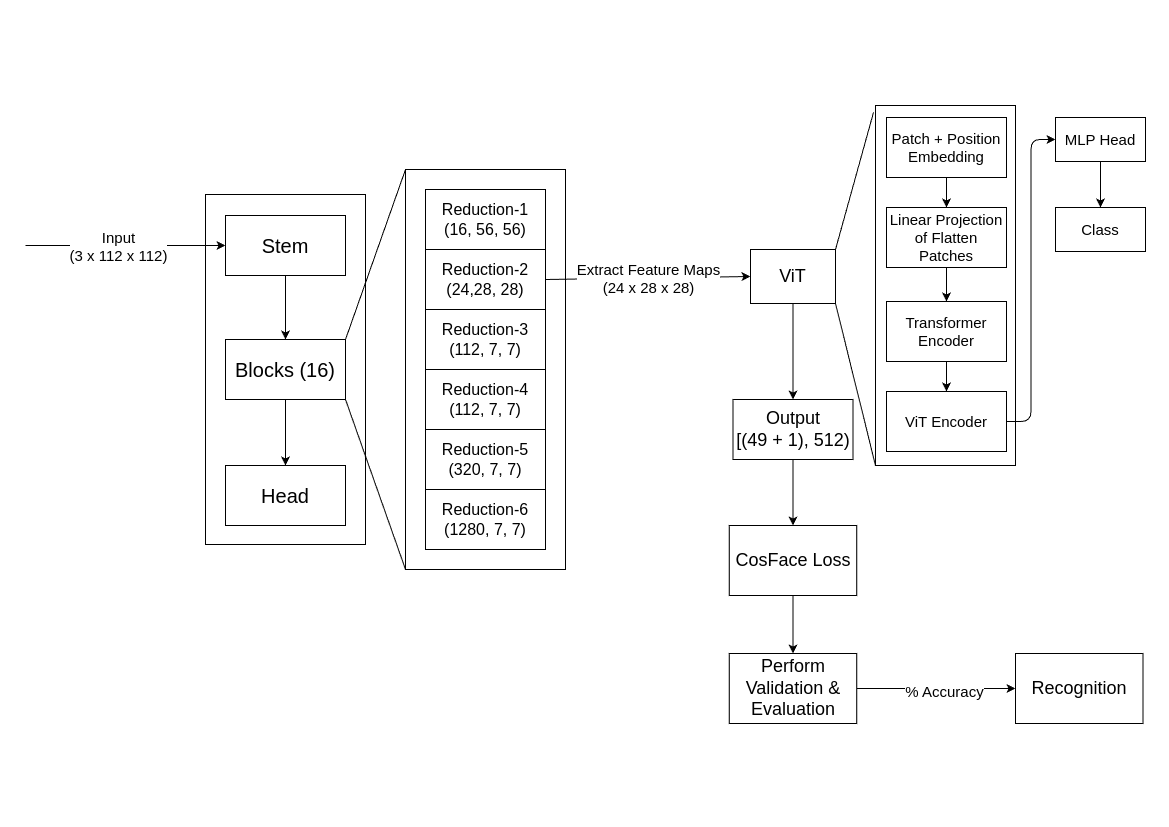 Input
(3 x 112 x 112)
Stem
Blocks (16)
Head
Reduction-1
(16, 56, 56)
Reduction-2
(24,28, 28)
Reduction-3
(112, 7, 7)
Reduction-4
(112, 7, 7)
Reduction-5
(320, 7, 7)
Reduction-6
(1280, 7, 7)
Extract Feature Maps
(24 x 28 x 28)
ViT
Patch + Position
Embedding
Linear Projection
of Flatten
Patches
Transformer
Encoder
ViT Encoder
MLP Head
Class
Output
[(49 + 1), 512)
CosFace Loss
Perform
Validation &
Evaluation
% Accuracy
Recognition